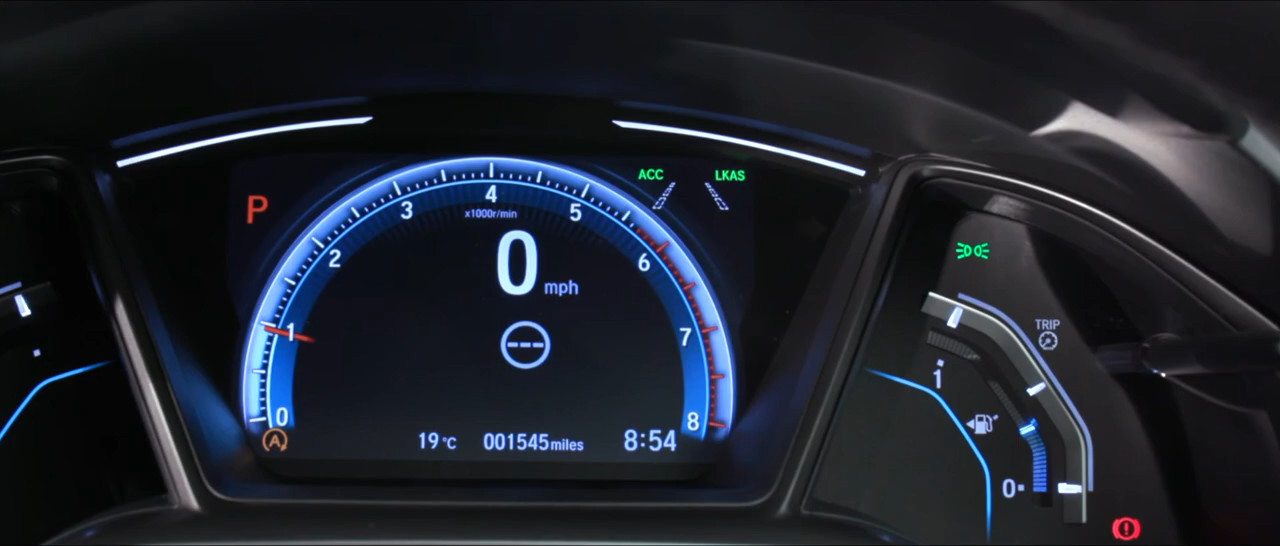 ACC
LKAS
P
4
3
5
x1000r/min
2
6
0 mph
TRIP
1
7
---
1
0
8
A
19°C 001545miles 8:54
0